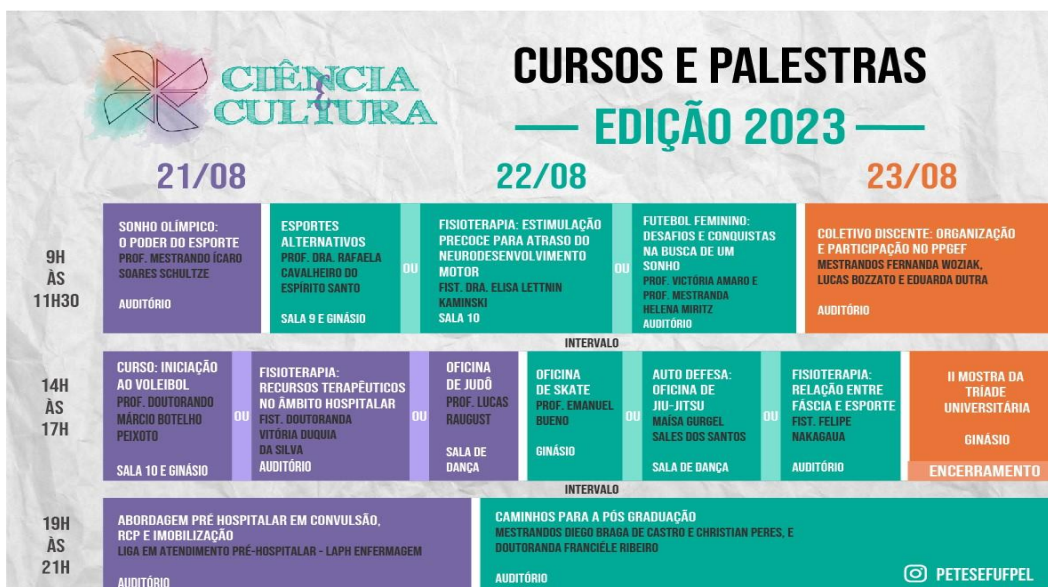 CIÊNCIA
&
CULTURA
CURSOS E PALESTRAS
EDIÇÃO 2023
21/08
22/08
23/08
9H
ÀS
11H30
SONHO OLÍMPICO:
O PODER DO ESPORTE
PROF. MESTRANDO ÍCARO
SOARES SCHULTZE
AUDITÓRIO
ESPORTES
ALTERNATIVOS
PROF. DRA. RAFAELA
CAVALHEIRO DO
ESPÍRITO SANTO
SALA 9 E GINÁSIO
OU
FISIOTERAPIA: ESTIMULAÇÃO
PRECOCE PARA ATRASO DO
NEURODESENVOLVIMENTO
MOTOR
FIST. DRA. ELISA LETTNIN
KAMINSKI
SALA 10
OU
FUTEBOL FEMININO:
DESAFIOS E CONQUISTAS
NA BUSCA DE UM
SONHO
PROF. VICTÓRIA AMARO E
PROF. MESTRANDA
HELENA MIRITZ
AUDITÓRIO
COLETIVO DISCENTE: ORGANIZAÇÃO
E PARTICIPAÇÃO NO PPGEF
MESTRANDOS FERNANDA WOZIAK,
LUCAS BOZZATO E EDUARDA DUTRA
AUDITÓRIO
INTERVALO
14H
ÀS
17H
CURSO: INICIAÇÃO
AO VOLEIBOL
PROF. DOUTORANDO
MÁRCIO BOTELHO
PEIXOTO
SALA 10 E GINÁSIO
OU
FISIOTERAPIA:
RECURSOS TERAPÊUTICOS
NO ÂMBITO HOSPITALAR
FIST. DOUTORANDA
VITÓRIA DUQUIA
DA SILVA
AUDITÓRIO
OU
OFICINA
DE JUDÔ
PROF. LUCAS
RAUGUST
SALA DE
DANÇA
OFICINA
DE SKATE
PROF. EMANUEL
BUENO
GINÁSIO
OU
AUTO DEFESA:
OFICINA DE
JIU-JITSU
MAÍSA GURGEL
SALES DOS SANTOS
SALA DE DANÇA
OU
FISIOTERAPIA:
RELAÇÃO ENTRE
FÁSCIA E ESPORTE
FIST. FELIPE
NAKAGAUA
AUDITÓRIO
II MOSTRA DA
TRÍADE
UNIVERSITÁRIA
GINÁSIO
ENCERRAMENTO
INTERVALO
19H
ÀS
21H
ABORDAGEM PRÉ HOSPITALAR EM CONVULSÃO,
RCP E IMOBILIZAÇÃO
LIGA EM ATENDIMENTO PRÉ-HOSPITALAR - LAPH ENFERMAGEM
AUDITÓRIO
CAMINHOS PARA A PÓS GRADUAÇÃO
MESTRANDOS DIEGO BRAGA DE CASTRO E CHRISTIAN PERES, E
DOUTORANDA FRANCIÉLE RIBEIRO
AUDITÓRIO
PETESEFUFPEL